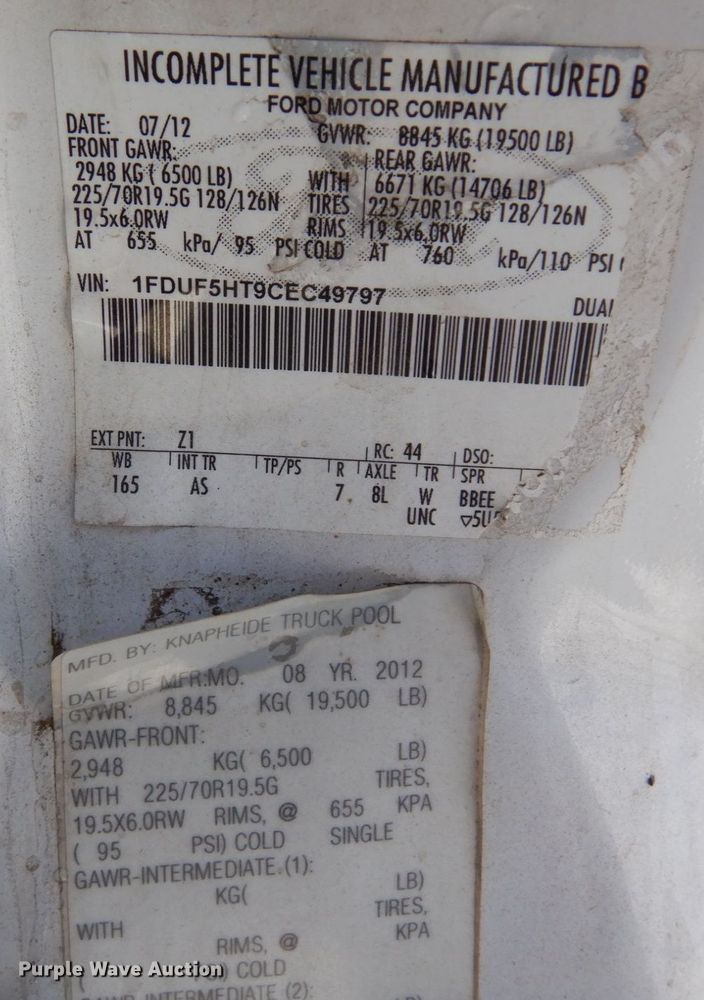 INCOMPLETE VEHICLE MANUFACTURED B
FORD MOTOR COMPANY
DATE: 07/12 GVWR: 8845 KG (19500 LB)
FRONT GAWR: REAR GAWR:
2948 KG ( 6500 LB) WITH 6671 KG (14706 LB)
225/70R19.5G 128/126N TIRES 225/70R19.5G 128/126N
19.5x6.0RW RIMS 19.5x6.0RW
AT 655 kPa/ 95 PSI COLD AT 760 kPa/110 PSI
VIN: 1FDUF5HT9CEC49797
DUAL
EXT PNT: Z1 RC: 44 DSO:
WB INT TR TP/PS R AXLE TR SPR
165 AS 7 8L W BBEE
UNC
MFD. BY: KNAPHEIDE TRUCK POOL
DATE OF MFR:MO. 08 YR. 2012
GVWR: 8,845 KG( 19,500 LB)
GAWR-FRONT:
2,948 KG( 6,500 LB)
WITH 225/70R19.5G TIRES,
19.5X6.0RW RIMS, @ 655 KPA
( 95 PSI) COLD SINGLE
GAWR-INTERMEDIATE (1):
KG( LB)
WITH TIRES,
RIMS, @ KPA
( PSI) COLD
GAWR-INTERMEDIATE (2):
KG( LB)
Purple Wave Auction